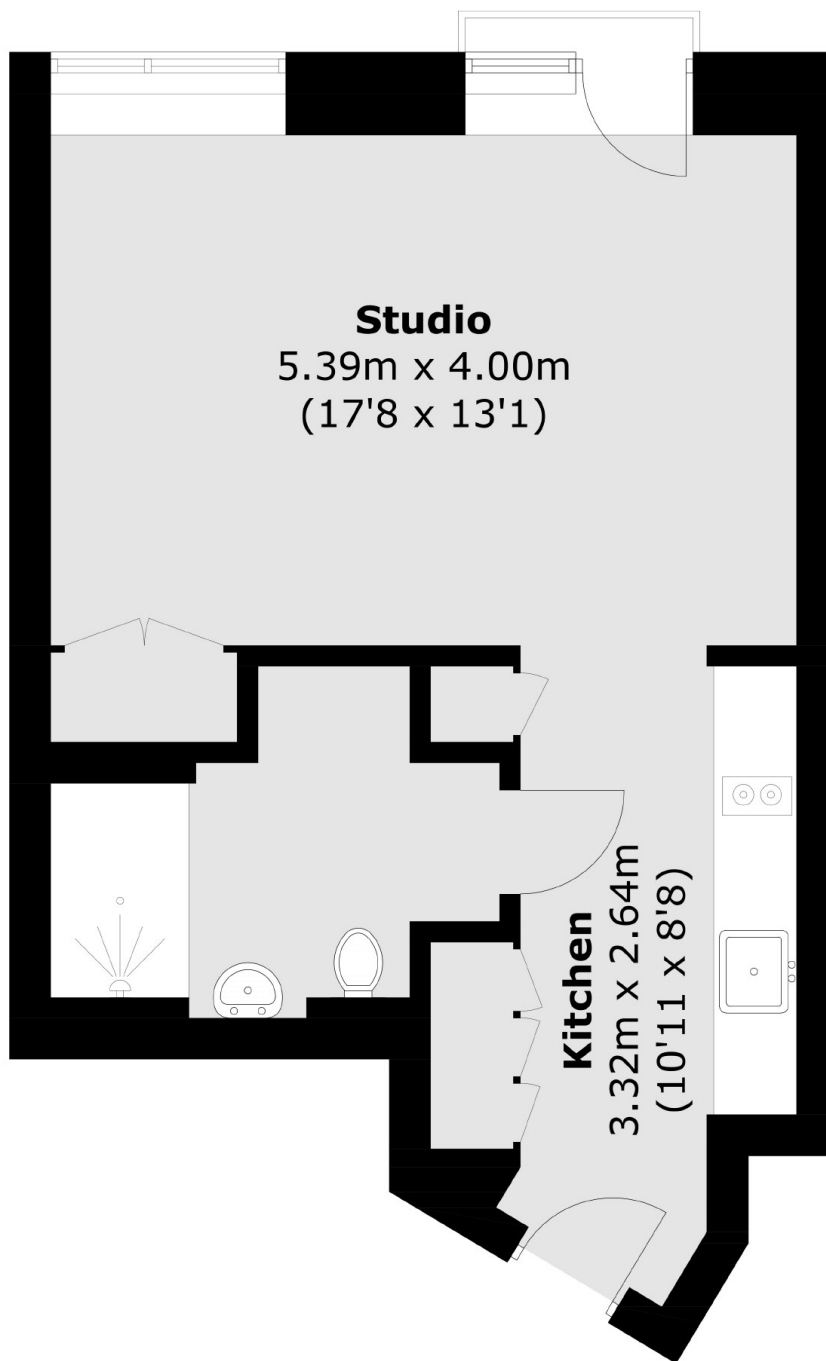 Studio
5.39m x 4.00m
(17'8 x 13'1)
Kitchen
3.32m x 2.64m
(10'11 x 8'8)